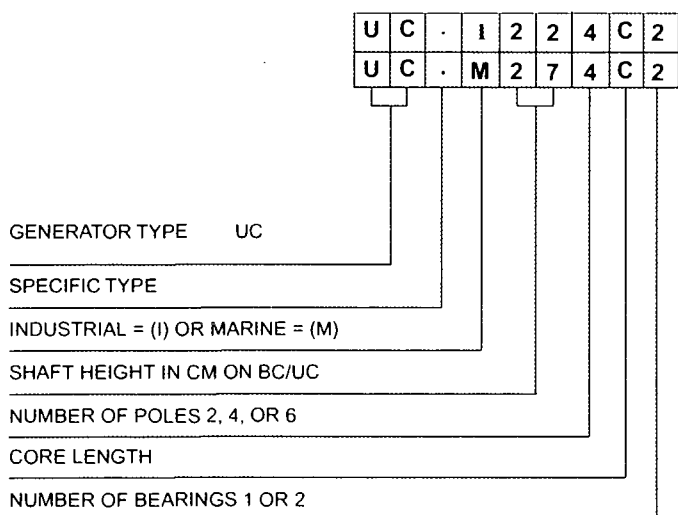 U C . I 2 2 4 C 2
U C . M 2 7 4 C 2
GENERATOR TYPE UC
SPECIFIC TYPE
INDUSTRIAL = (I) OR MARINE = (M)
SHAFT HEIGHT IN CM ON BC/UC
NUMBER OF POLES 2, 4, OR 6
CORE LENGTH
NUMBER OF BEARINGS 1 OR 2